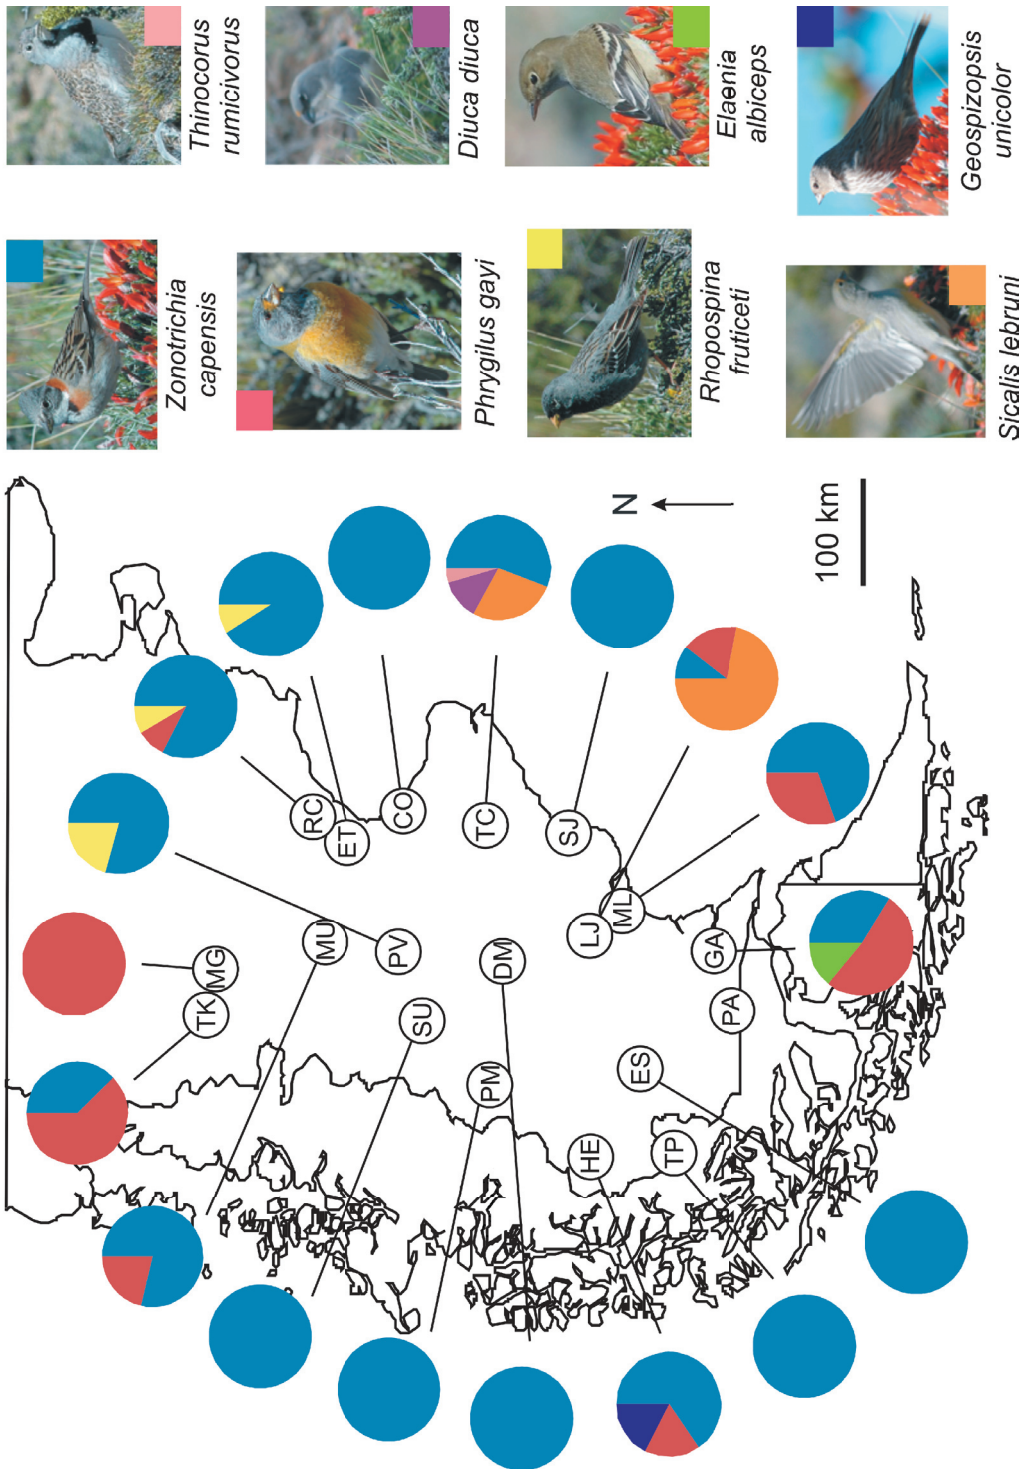 Zonotrichia
capensis
Thinocorus
rumicivorus
Phrygilus gayi
Diuca diuca
Rhopospina
fruticeti
Elaenia
albiceps
Sicalis lebruni
Geospizopsis
unicolor
N
100 km
TK
MG
RC
ET
MU
CO
PV
SU
TC
DM
PM
SJ
LJ
ML
HE
ES
TP
GA
PA